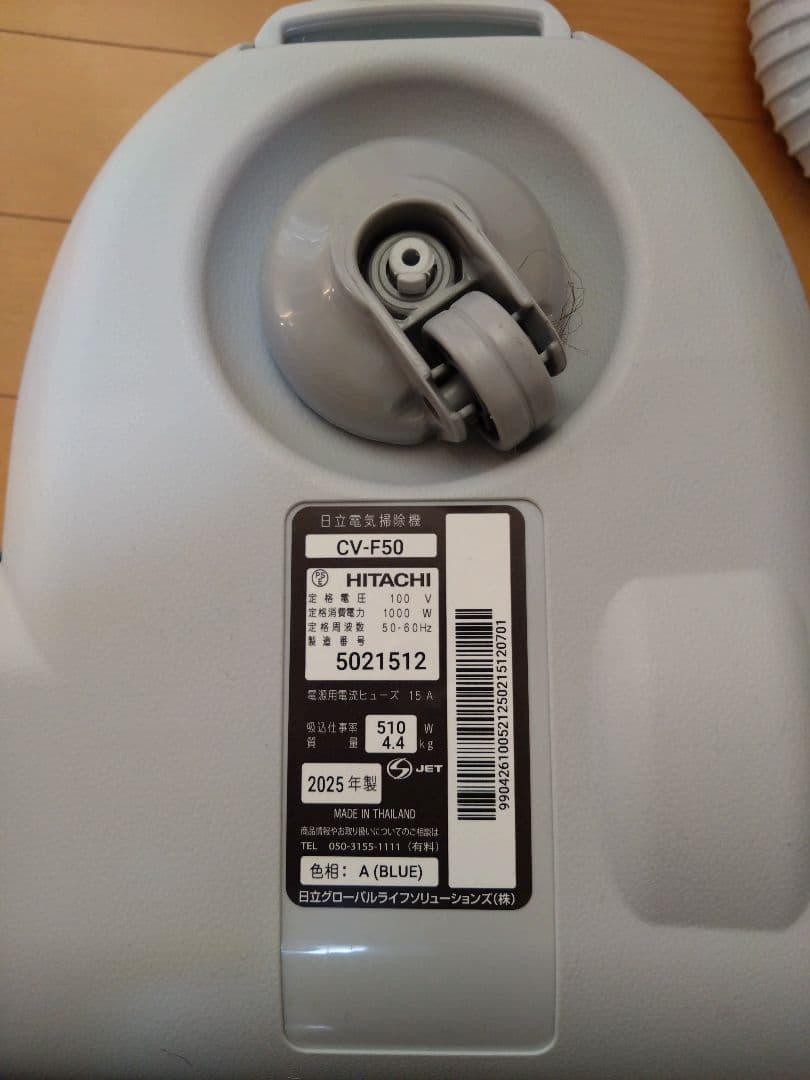 日立電気掃除機
CV-F50
PS E HITACHI
定格電圧 100 V
定格消費電力 1000 W
定格周波数 50-60Hz
製造番号
5021512
電源用電流ヒューズ 15 A
吸込仕事率 510 W
質量 4.4 kg
JET
2025年製
MADE IN THAILAND
商品情報やお取り扱いについてのご相談は
TEL 050-3155-1111 (有料)
色相: A (BLUE)
日立グローバルライフソリューションズ(株)
99042610052125021512 0701